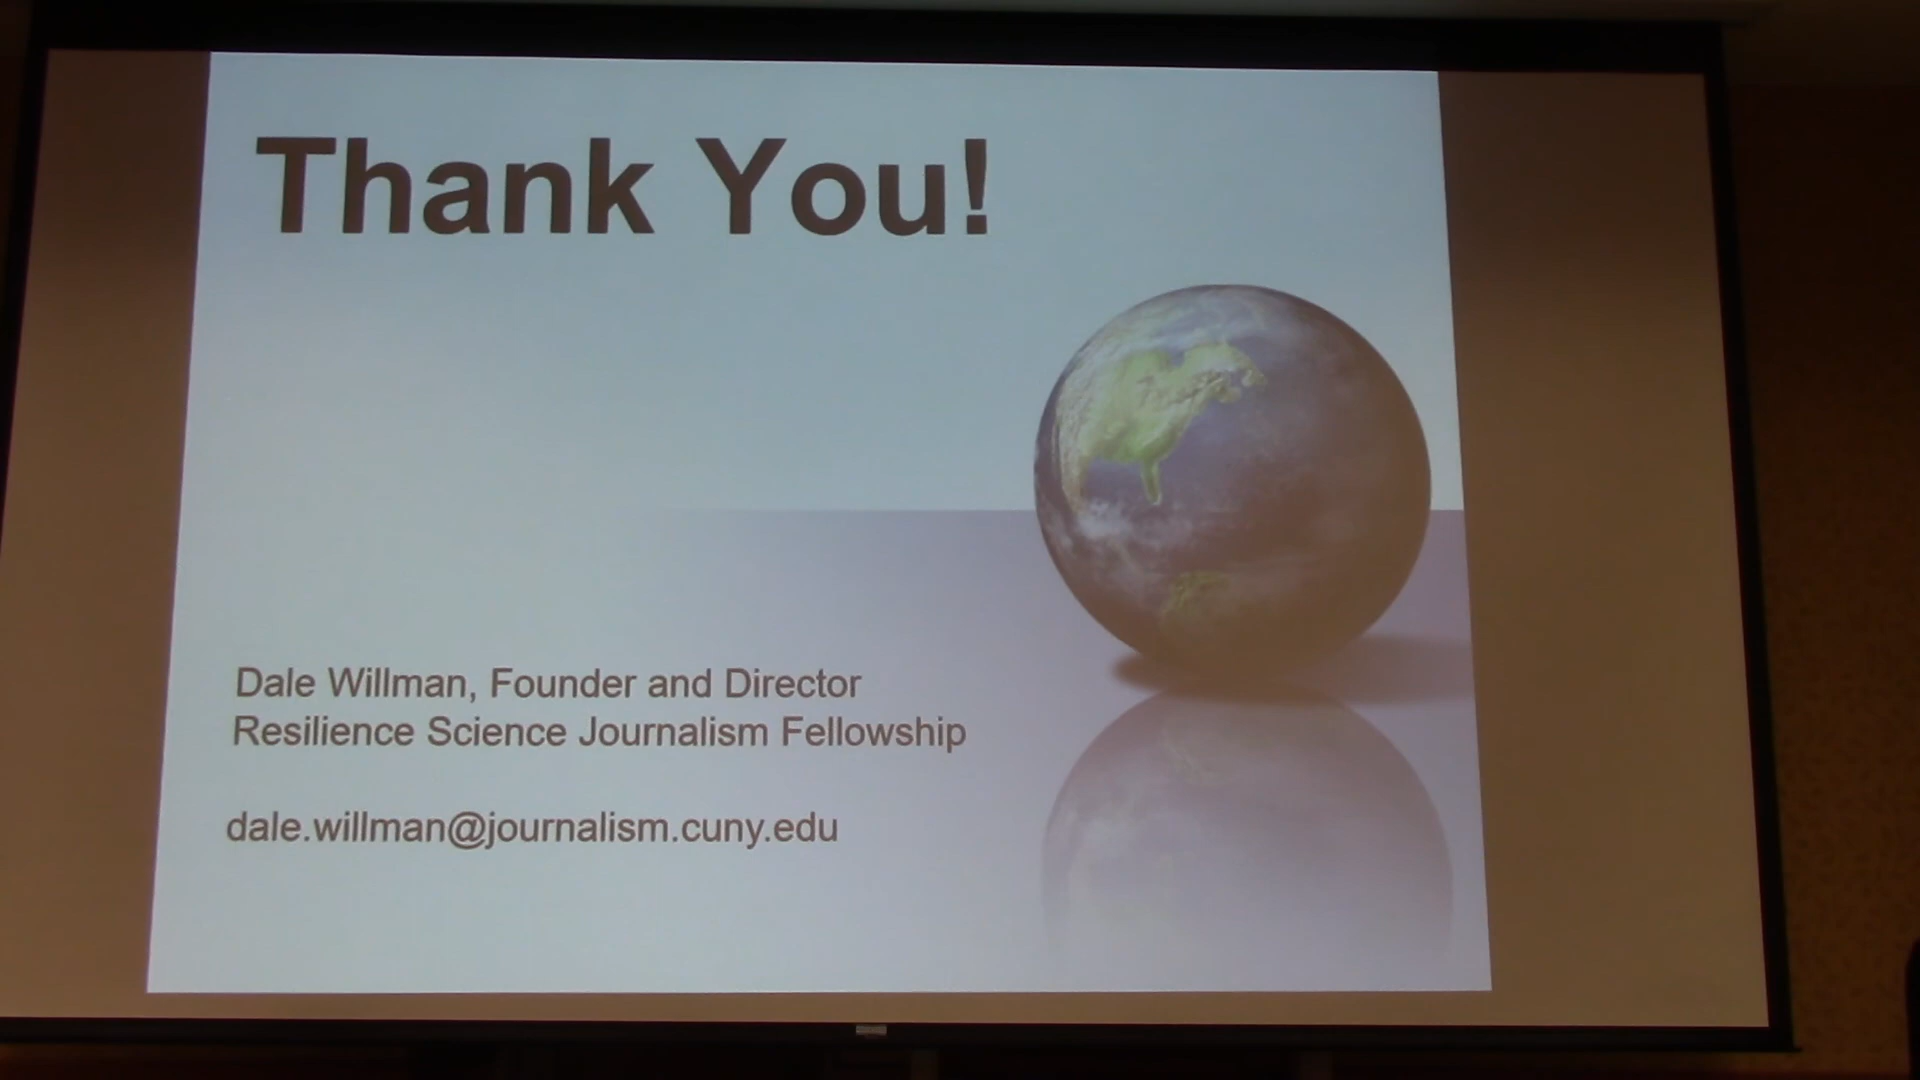 Thank You!
Dale Willman, Founder and Director
Resilience Science Journalism Fellowship
dale.willman@journalism.cuny.edu